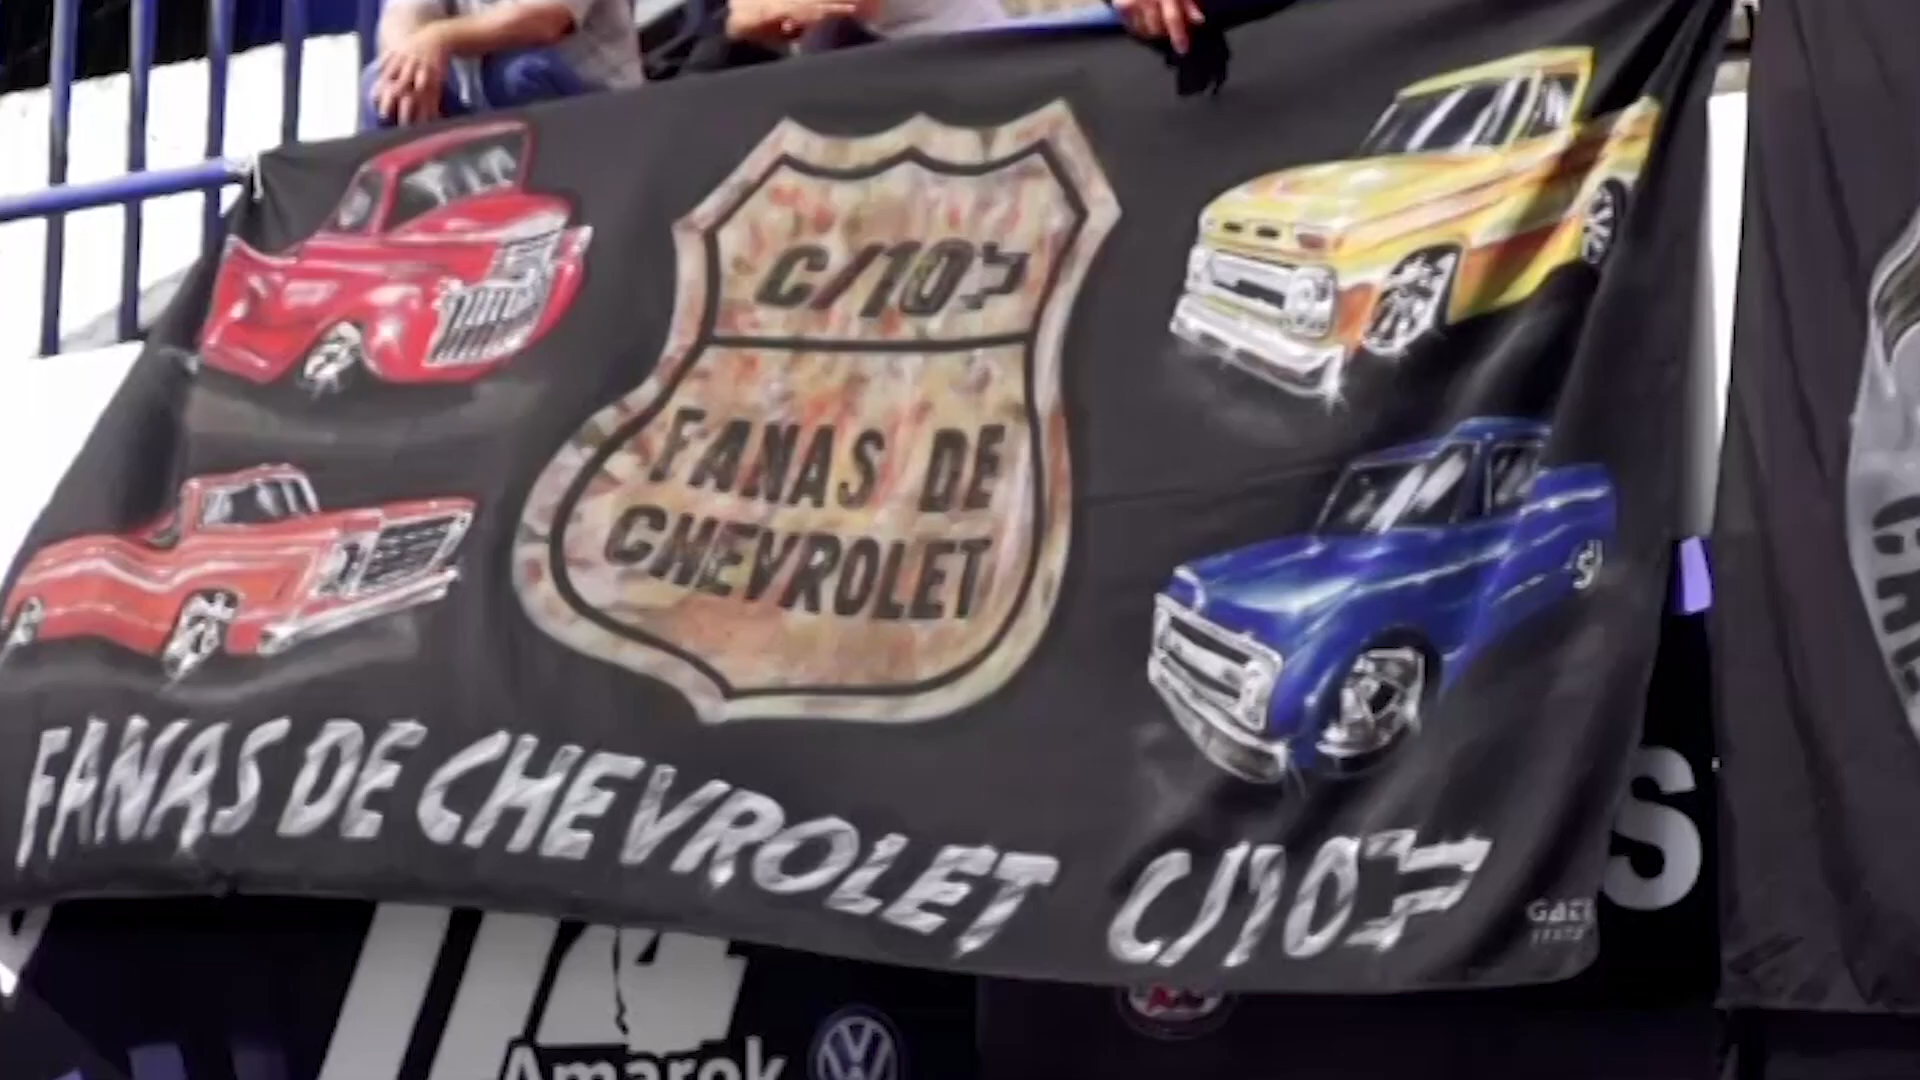 C/10
FANAS DE
CHEVROLET
FANAS DE CHEVROLET C/10
S
Amarok